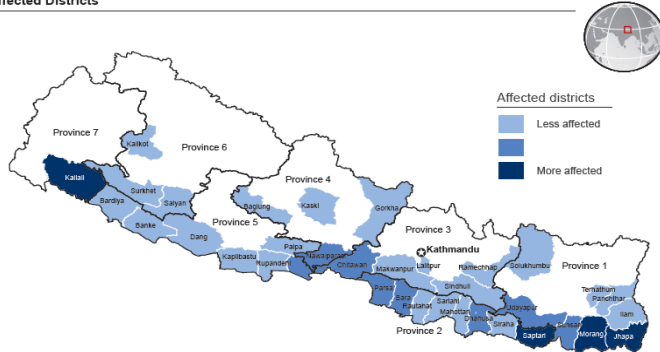 Affected Districts
Affected districts
Less affected
More affected
Province 7
Kalikot
Province 6
Kailali
Surkhet
Salyan
Bardiya
Banke
Dang
Province 5
Province 4
Baglung
Kaski
Gorkha
Kapilbastu
Rupandehi
Palpa
Nawalparasi
Chitawan
Province 3
Kathmandu
Lalitpur
Makwanpur
Ramechhap
Sindhuli
Solukhumbu
Province 1
Terhathum
Panchthar
Ilam
Parsa
Bara
Rautahat
Sarlahi
Mahottari
Dhanusa
Siraha
Province 2
Udayapur
Saptari
Sunsari
Morang
Jhapa